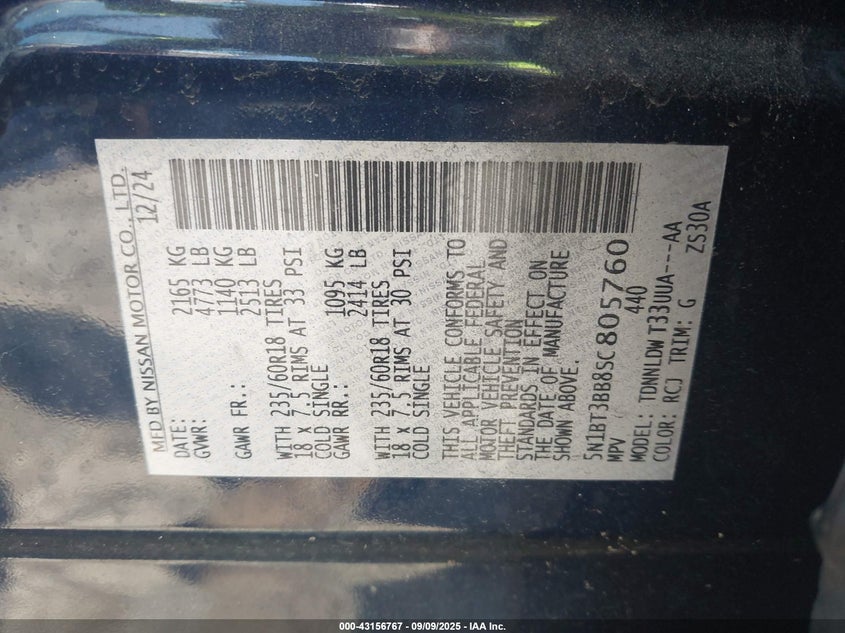 MFD BY NISSAN MOTOR CO., LTD.
DATE: 12/24
GVWR: 2165 KG
4773 LB
GAWR FR.: 1140 KG
2513 LB
WITH 235/60R18 TIRES
18 X 7.5 RIMS AT 33 PSI
COLD SINGLE
GAWR RR.: 1095 KG
2414 LB
WITH 235/60R18 TIRES
18 X 7.5 RIMS AT 30 PSI
COLD SINGLE
THIS VEHICLE CONFORMS TO
ALL APPLICABLE FEDERAL
MOTOR VEHICLE SAFETY AND
THEFT PREVENTION
STANDARDS IN EFFECT ON
THE DATE OF MANUFACTURE
SHOWN ABOVE.
5N1BT3BB8SC805760
MPV 440
MODEL: TDNNLDWT33UUA---AA
COLOR: RCJ TRIM: G ZS30A
000-43156767 - 09/09/2025 - IAA Inc.